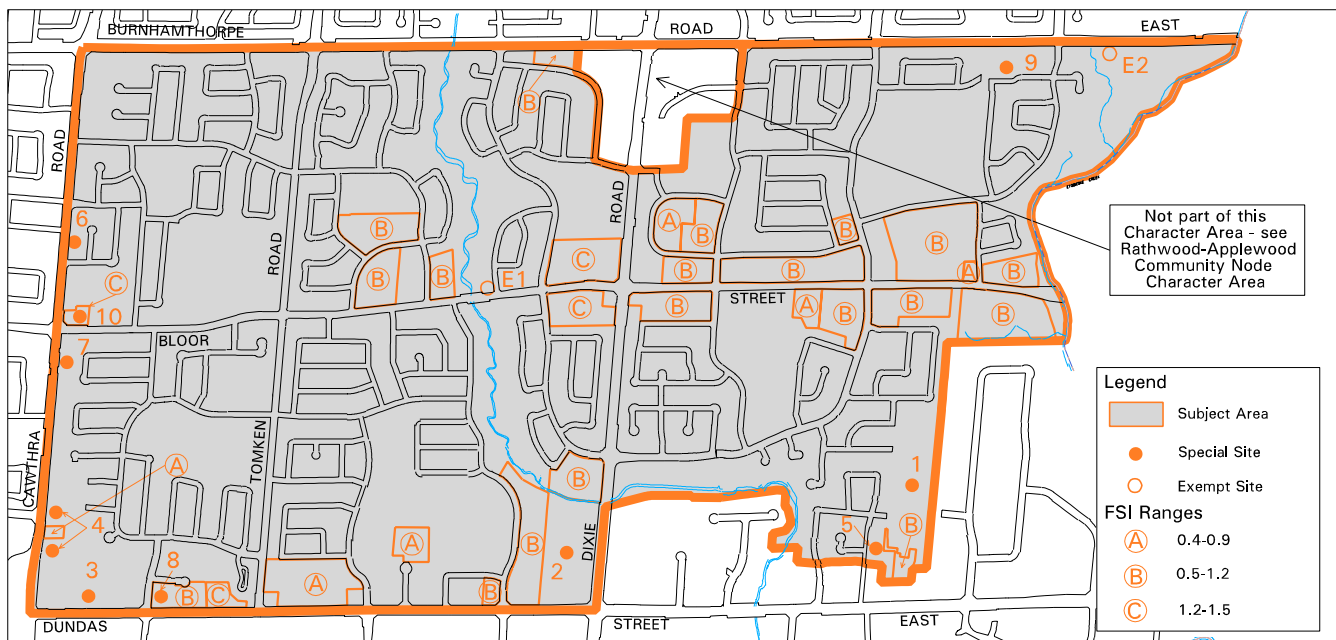 BURNHAMTHORPE ROAD EAST
9
E2
B
ROAD
ROAD
ROAD
6
A
B
B
B
B
C
B
B
C
E1
B
B
A
B
Not part of this
Character Area - see
Rathwood-Applewood
Community Node
Character Area
10
BLOOR
STREET
C
B
A
B
B
B
7
CAWTHRA
TOMKEN
DIXIE
A
4
A
B
B
2
1
5
B
3
8
B
C
A
B
DUNDAS STREET EAST
Legend
Subject Area
Special Site
Exempt Site
FSI Ranges
A 0.4-0.9
B 0.5-1.2
C 1.2-1.5